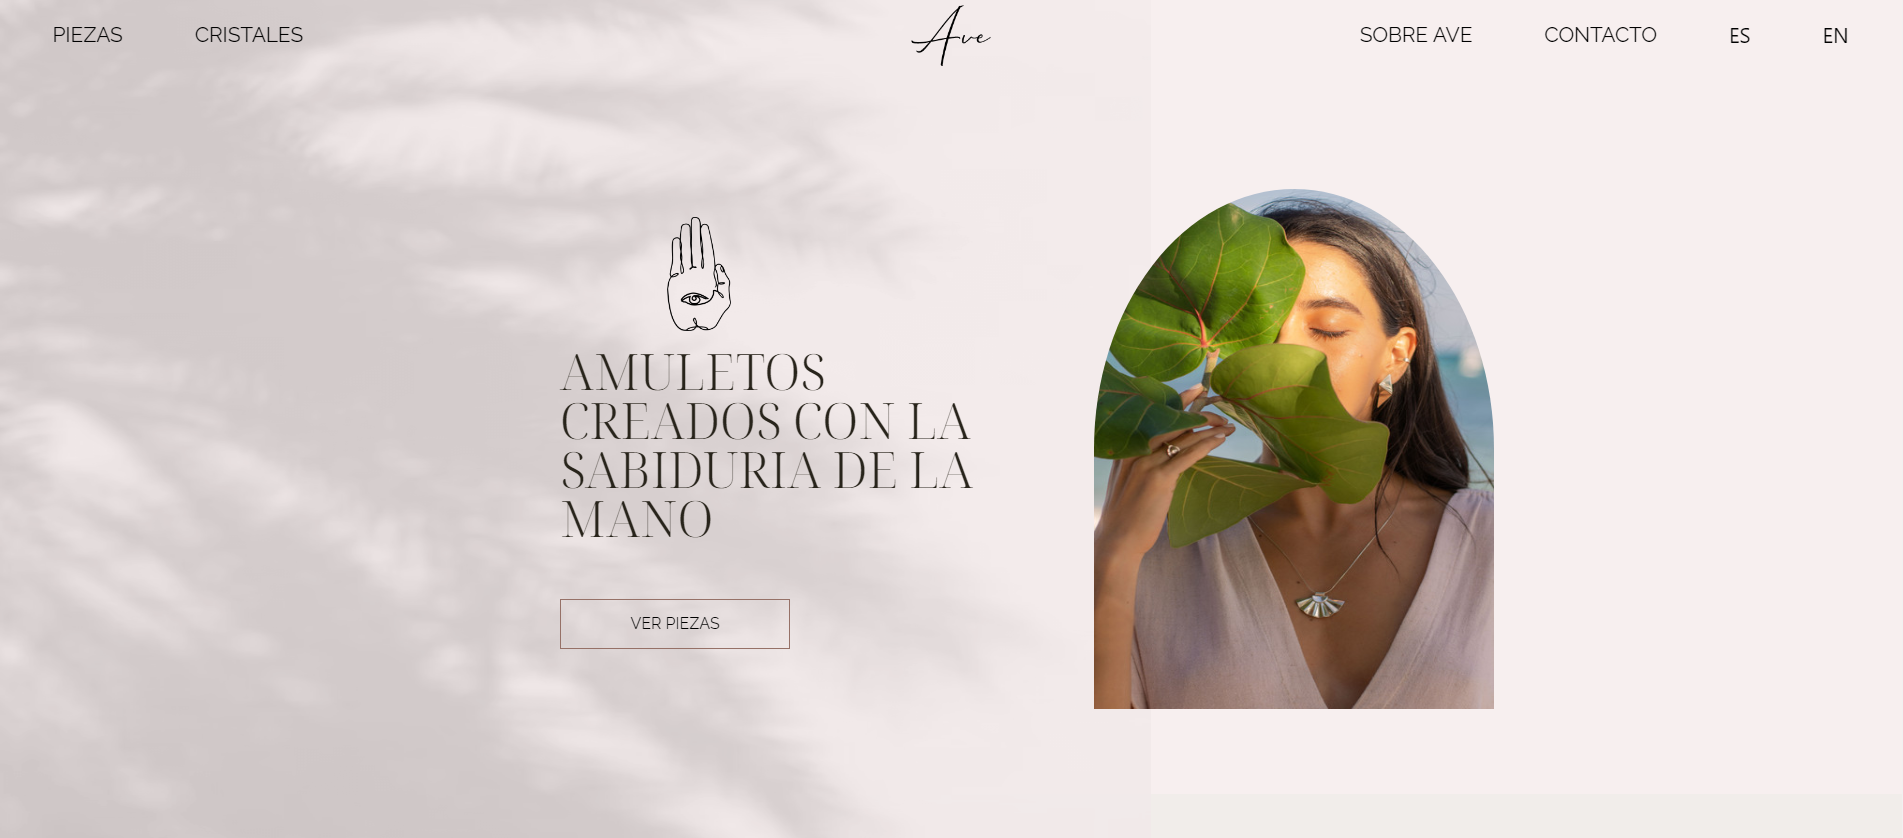 PIEZAS
CRISTALES
Ave
SOBRE AVE
CONTACTO
ES
EN
AMULETOS
CREADOS CON LA
SABIDURIA DE LA
MANO
VER PIEZAS